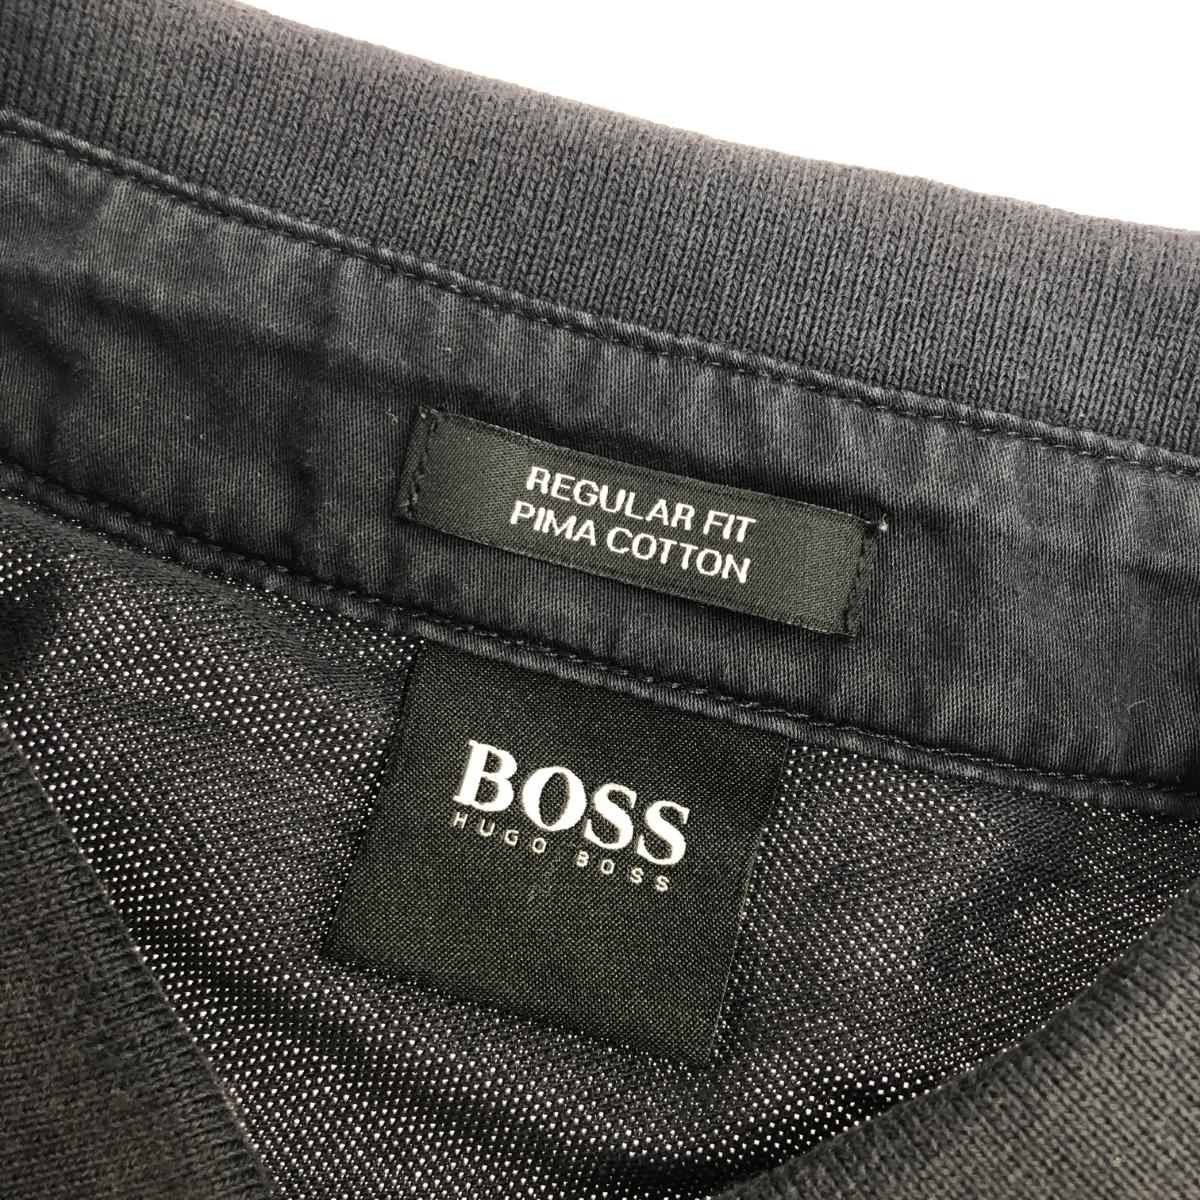 REGULAR FIT
PIMA COTTON
BOSS
HUGO BOSS